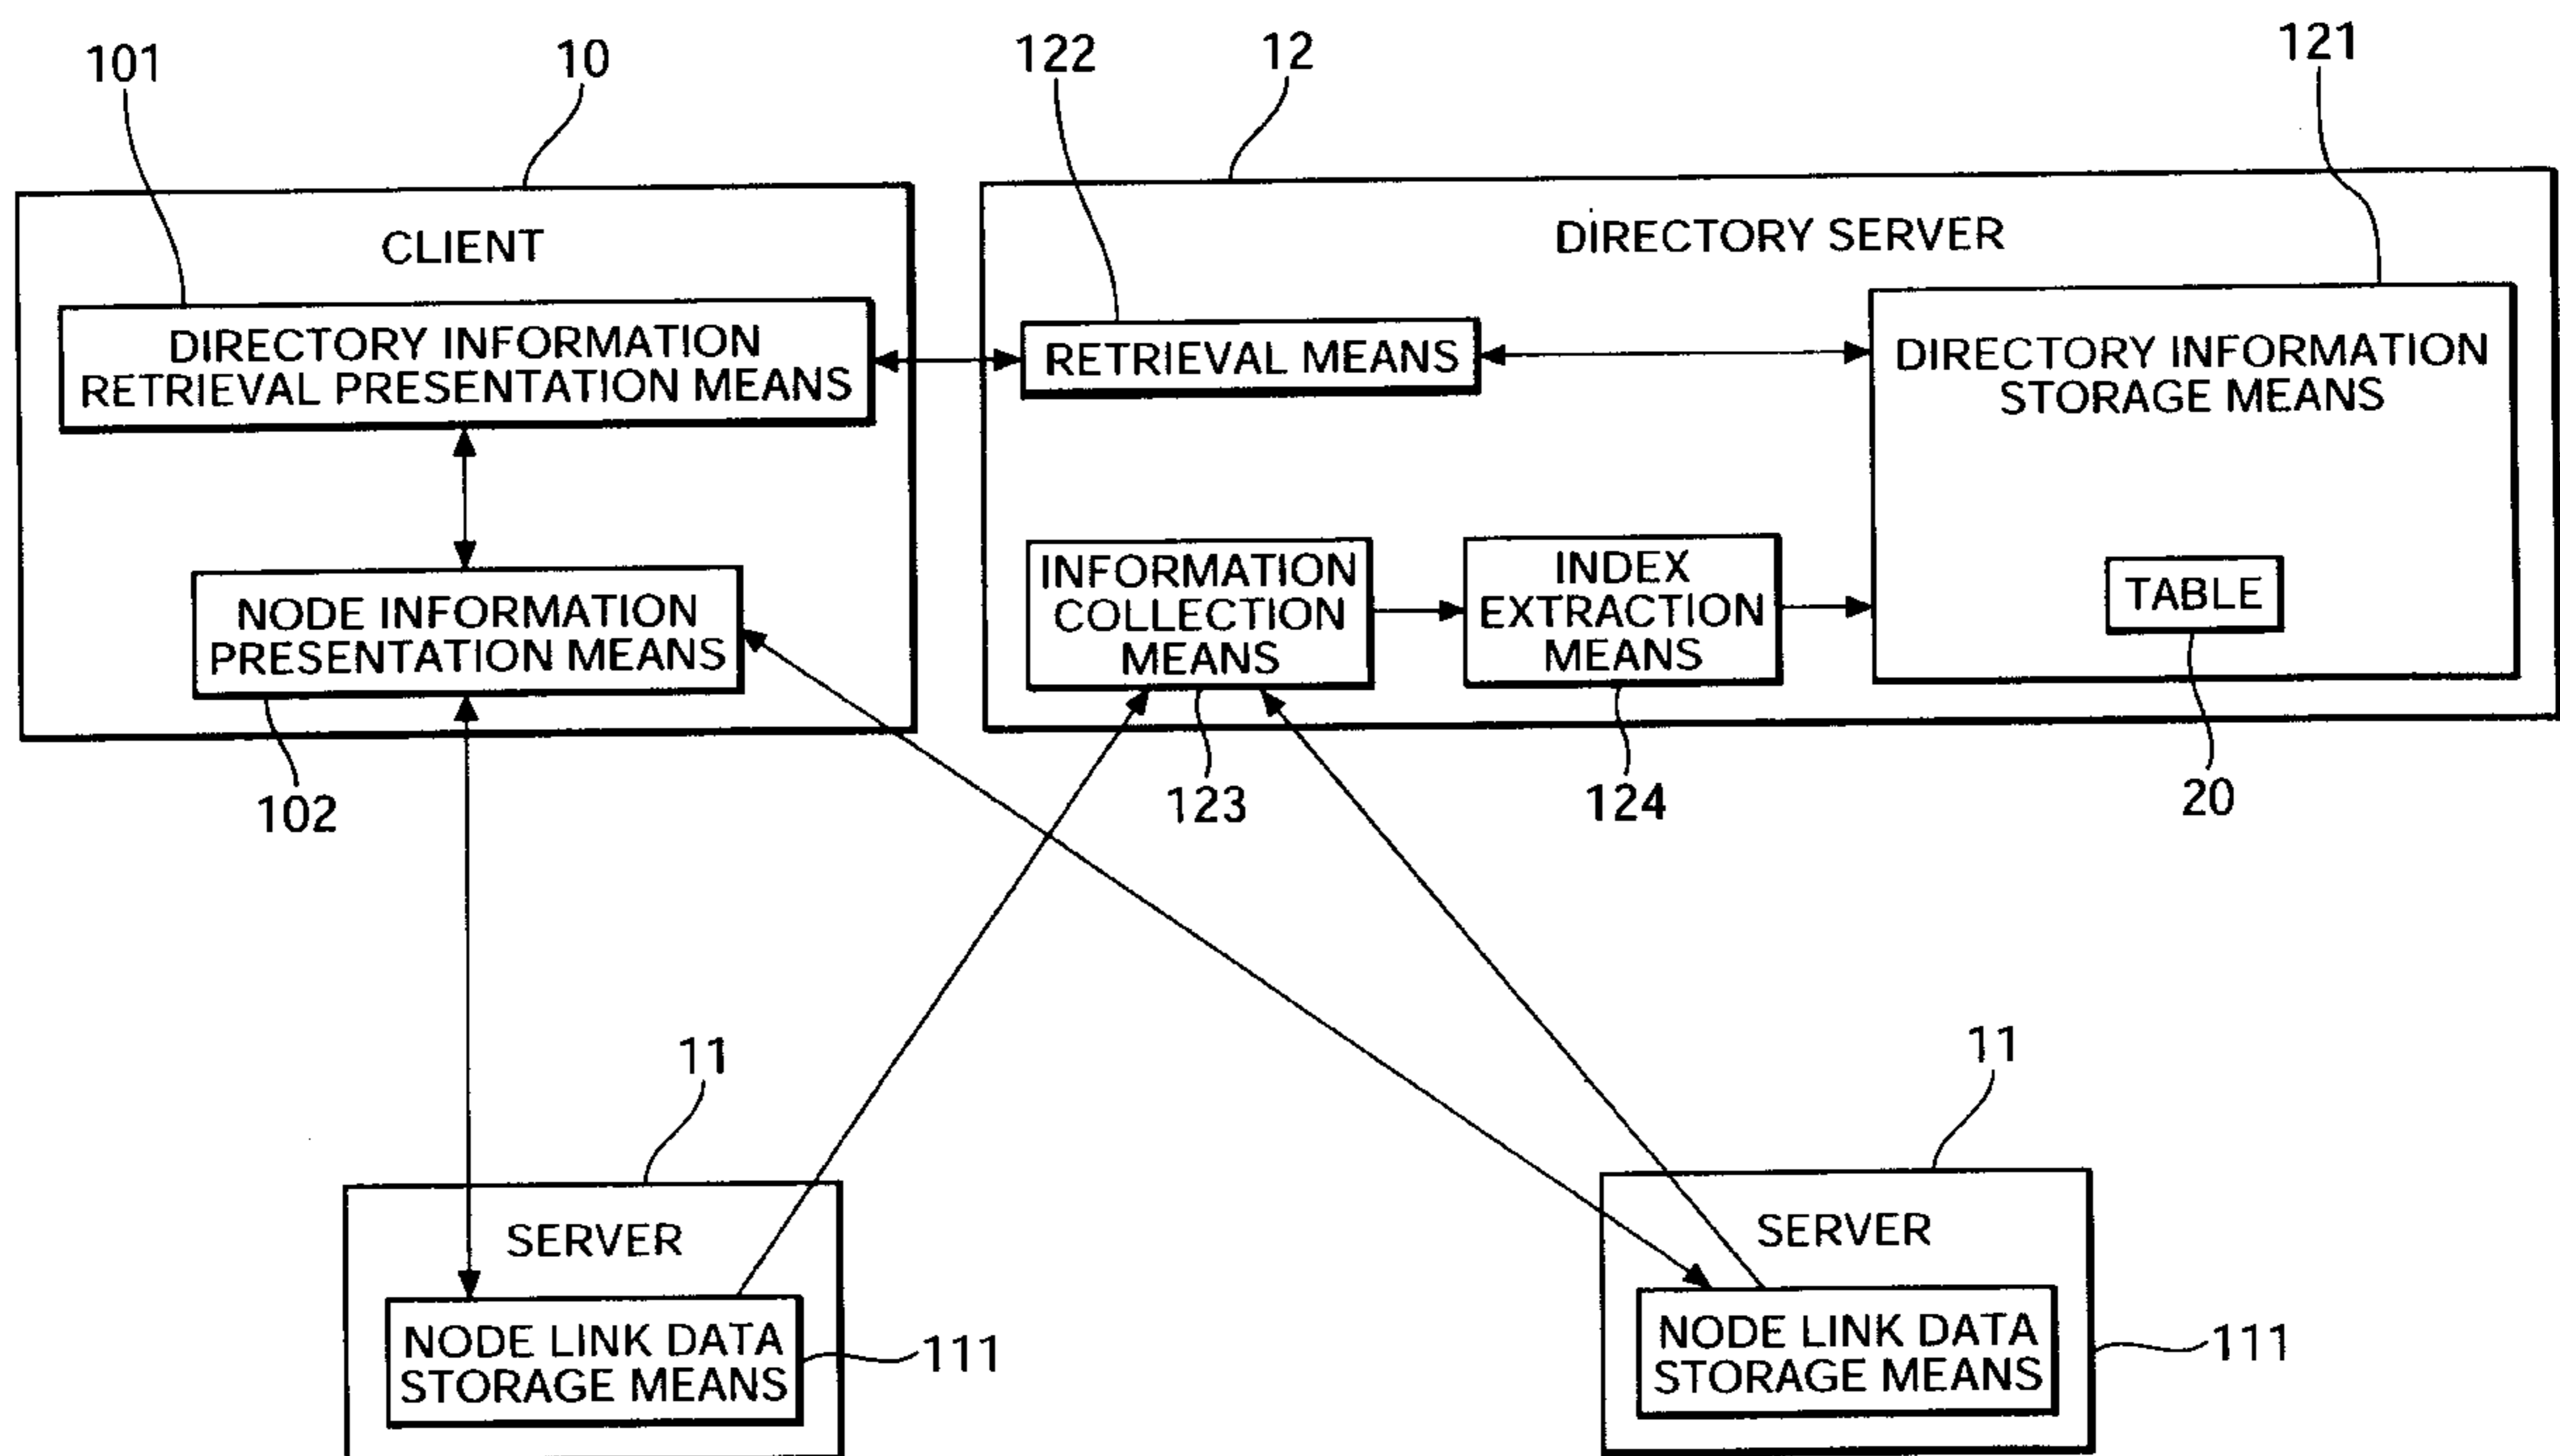 101
10
122
12
121
CLIENT
DIRECTORY SERVER
DIRECTORY INFORMATION
RETRIEVAL PRESENTATION MEANS
RETRIEVAL MEANS
DIRECTORY INFORMATION
STORAGE MEANS
NODE INFORMATION
PRESENTATION MEANS
INFORMATION
COLLECTION
MEANS
INDEX
EXTRACTION
MEANS
TABLE
102
123
124
20
11
11
SERVER
SERVER
NODE LINK DATA
STORAGE MEANS
111
NODE LINK DATA
STORAGE MEANS
111